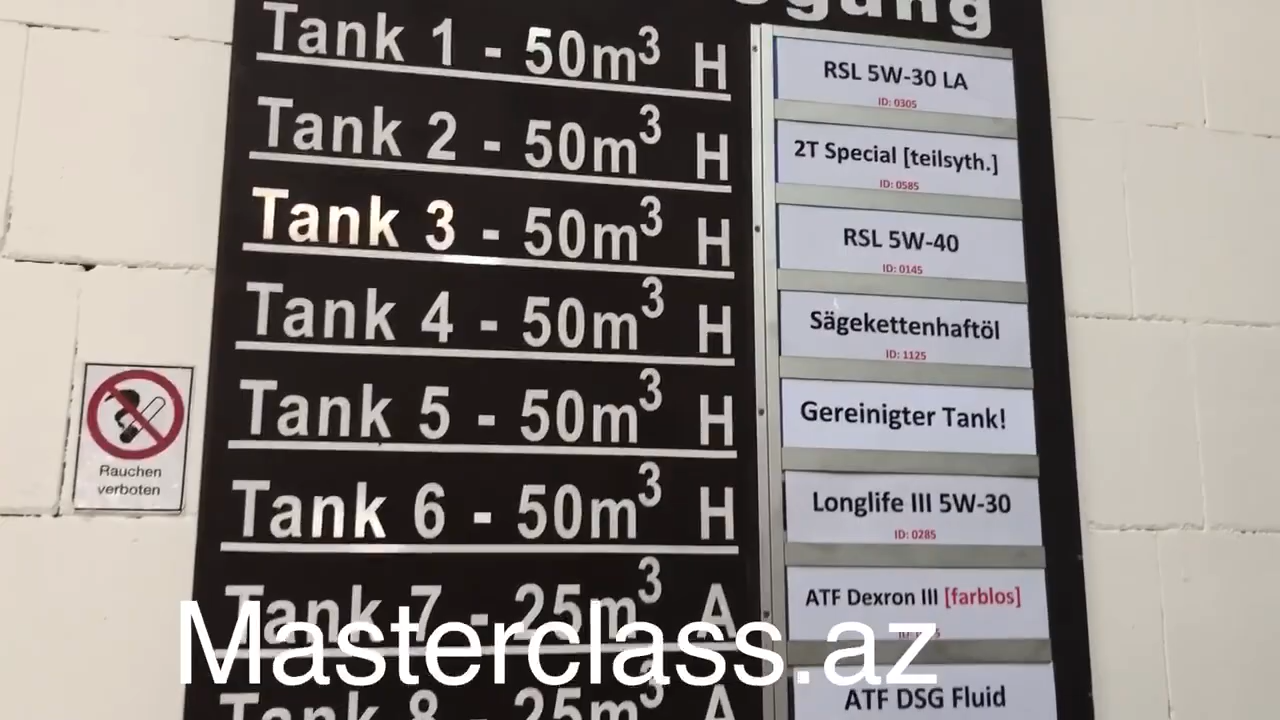 Tank 1 - 50m³ H
RSL 5W-30 LA
ID: 0305
Tank 2 - 50m³ H
2T Special [teilsyth.]
ID: 0585
Tank 3 - 50m³ H
RSL 5W-40
ID: 0145
Tank 4 - 50m³ H
Sägekettenhaftöl
ID: 1125
Tank 5 - 50m³ H
Gereinigter Tank!
Tank 6 - 50m³ H
Longlife III 5W-30
ID: 0285
Tank 7 - 25m³ A
ATF Dexron III [farblos]
Tank 8 - 25m³ A
ATF DSG Fluid
Rauchen
verboten
Masterclass.az